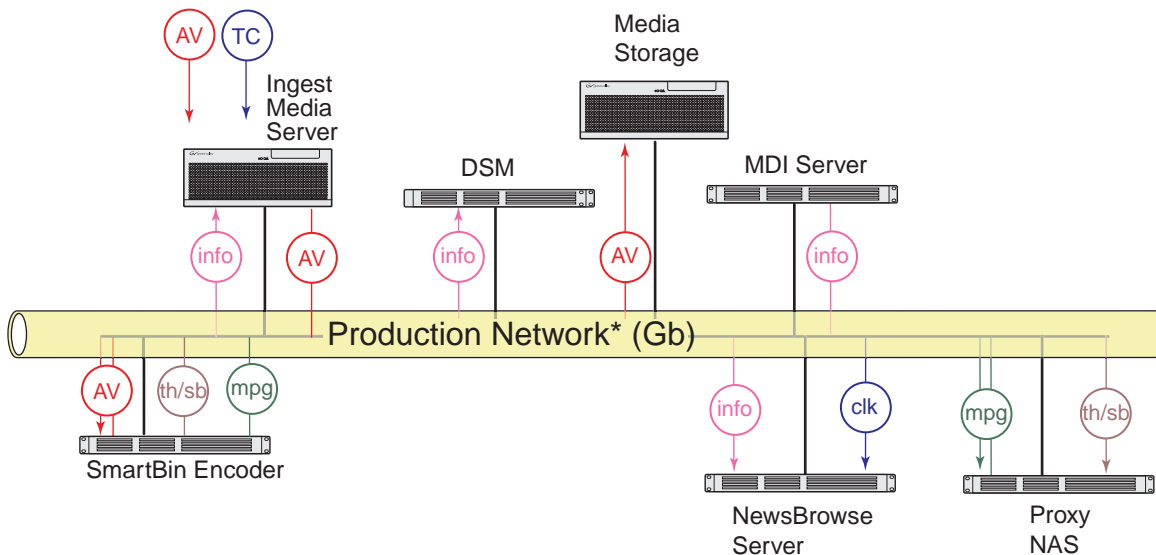 AV
TC
Ingest
Media
Server
Media
Storage
DSM
MDI Server
info
AV
info
AV
info
Production Network* (Gb)
AV
th/sb
mpg
info
clk
mpg
th/sb
SmartBin Encoder
NewsBrowse
Server
Proxy
NAS